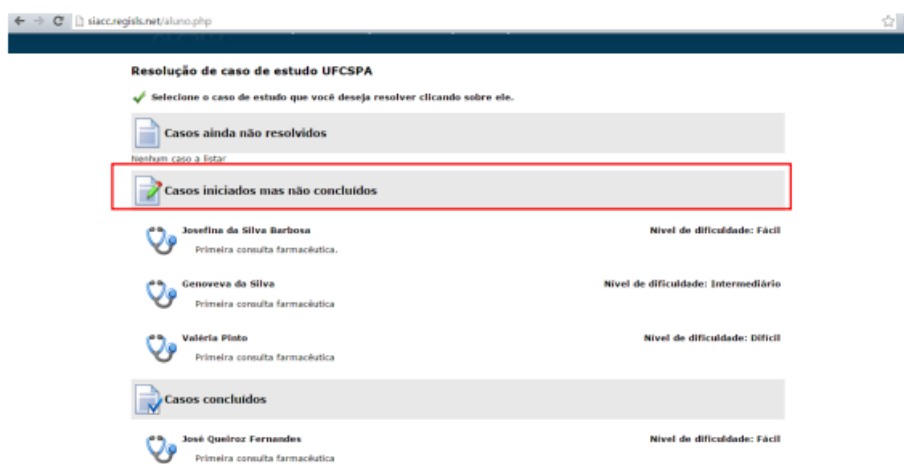 siacc.regisls.net/aluno.php
Resolução de caso de estudo UFCSPA
Selecione o caso de estudo que você deseja resolver clicando sobre ele.
Casos ainda não resolvidos
Nenhum caso a listar
Casos iniciados mas não concluídos
Josefina da Silva Barbosa Nível de dificuldade: Fácil
Primeira consulta farmacêutica.
Genoveva da Silva Nível de dificuldade: Intermediário
Primeira consulta farmacêutica
Valéria Pinto Nível de dificuldade: Difícil
Primeira consulta farmacêutica
Casos concluídos
José Queiroz Fernandes Nível de dificuldade: Fácil
Primeira consulta farmacêutica